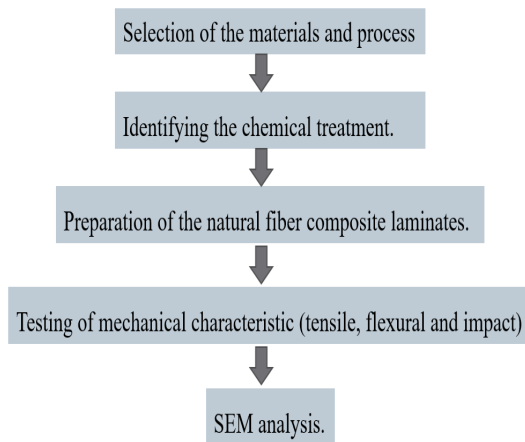 Selection of the materials and process
Identifying the chemical treatment.
Preparation of the natural fiber composite laminates.
Testing of mechanical characteristic (tensile, flexural and impact)
SEM analysis.